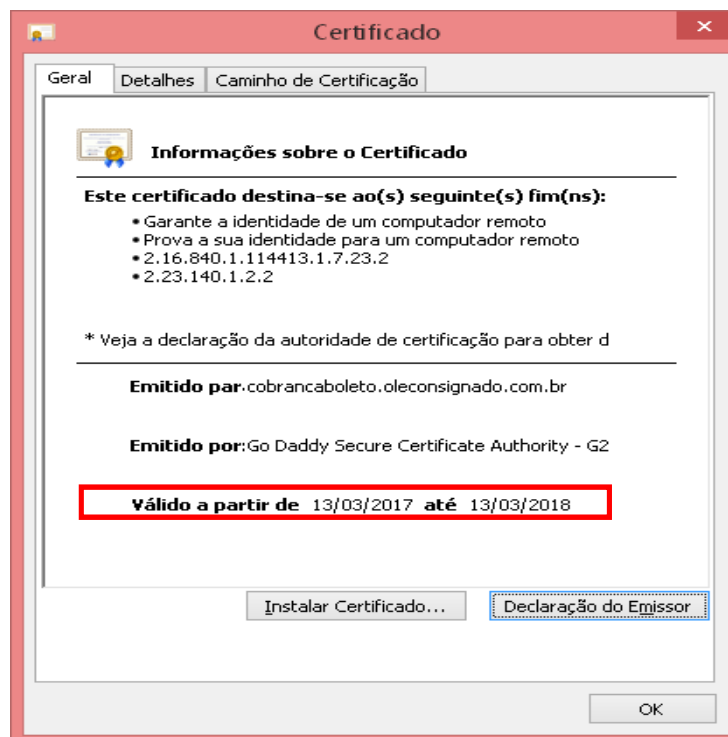 Certificado
Geral Detalhes Caminho de Certificação
Informações sobre o Certificado
Este certificado destina-se ao(s) seguinte(s) fim(ns):
• Garante a identidade de um computador remoto
• Prova a sua identidade para um computador remoto
• 2.16.840.1.114413.1.7.23.2
• 2.23.140.1.2.2
* Veja a declaração da autoridade de certificação para obter d
Emitido par cobrancaboleto.oleconsignado.com.br
Emitido por: Go Daddy Secure Certificate Authority - G2
Válido a partir de 13/03/2017 até 13/03/2018
Instalar Certificado... Declaração do Emissor
OK